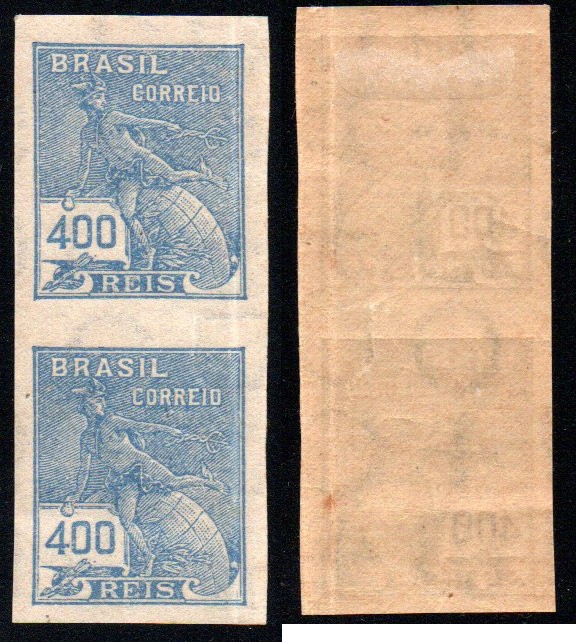 BRASIL
CORREIO
400
REIS
BRASIL
CORREIO
400
REIS